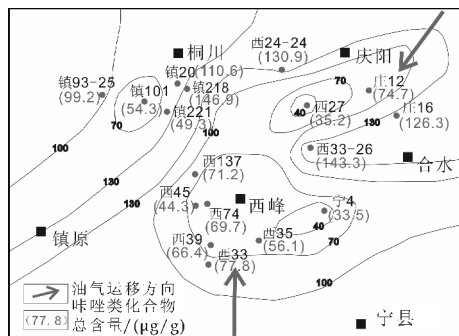 西24-24
(130.9)
桐川
庆阳
镇20
(110.6)
镇93-25
(99.2)
镇101
(54.3)
镇218
(146.9)
镇221
(49.3)
70
庄12
(74.7)
庄16
(126.3)
西27
(35.2)
40
70
130
100
西33-26
(143.3)
合水
100
130
130
西137
(71.2)
西45
(44.3)
西峰
西74
(69.7)
宁4
(33.5)
40
70
西39
(66.4)
西35
(56.1)
西33
(77.8)
100
镇原
宁县
油气运移方向
(77.8)
咔唑类化合物
总含量/(μg/g)